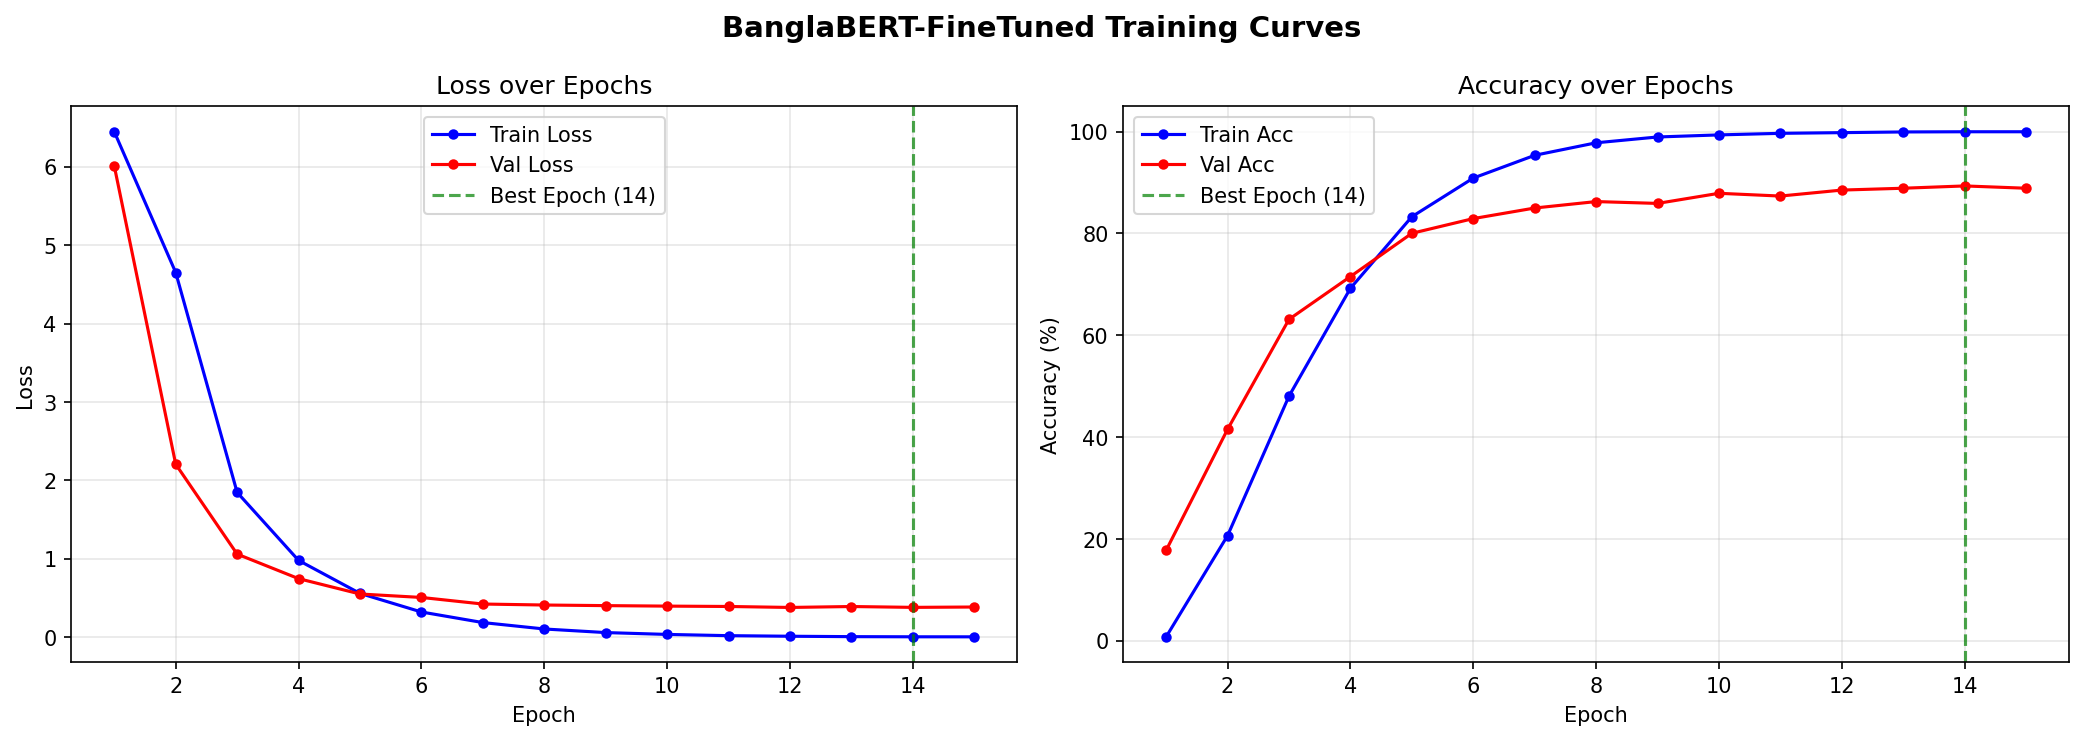 BanglaBERT-FineTuned Training Curves
Loss over Epochs
Train Loss
Val Loss
Best Epoch (14)
6
5
4
3
2
1
0
Loss
2 4 6 8 10 12 14
Epoch
Accuracy over Epochs
Train Acc
Val Acc
Best Epoch (14)
100
80
60
40
20
0
Accuracy (%)
2 4 6 8 10 12 14
Epoch